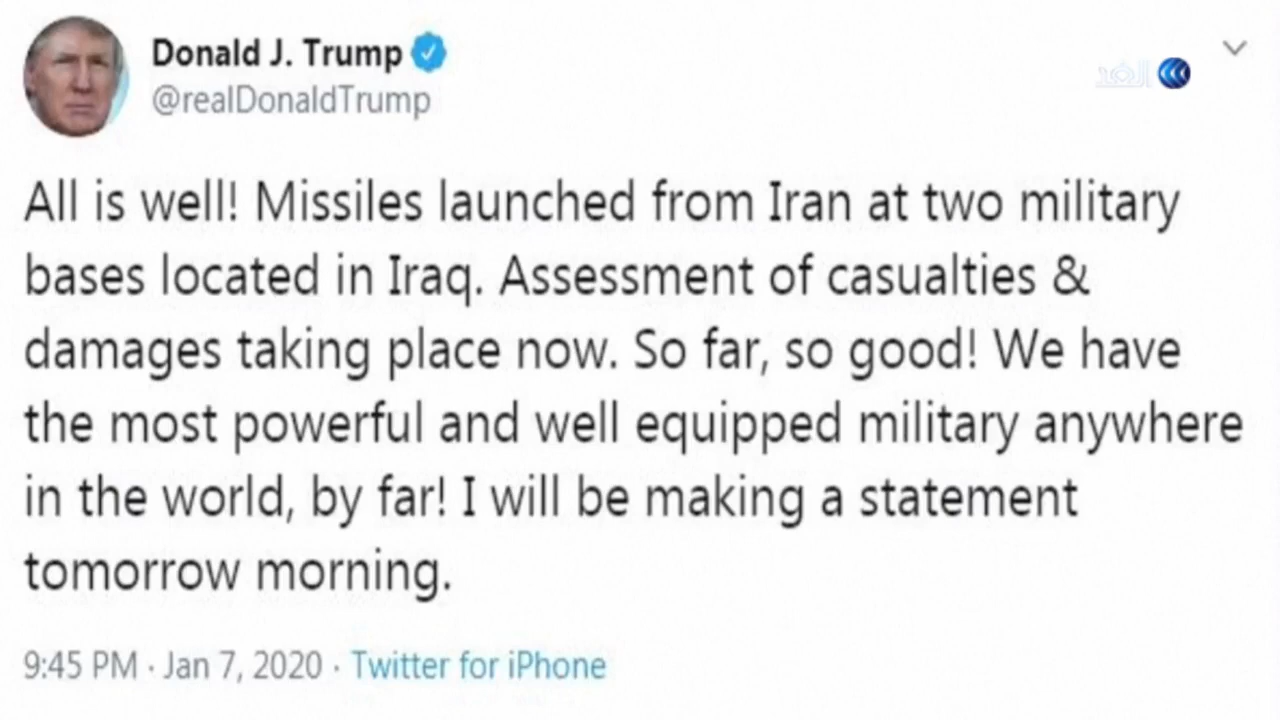 Donald J. Trump
@realDonaldTrump
الغد
All is well! Missiles launched from Iran at two military
bases located in Iraq. Assessment of casualties &
damages taking place now. So far, so good! We have
the most powerful and well equipped military anywhere
in the world, by far! I will be making a statement
tomorrow morning.
9:45 PM · Jan 7, 2020 · Twitter for iPhone